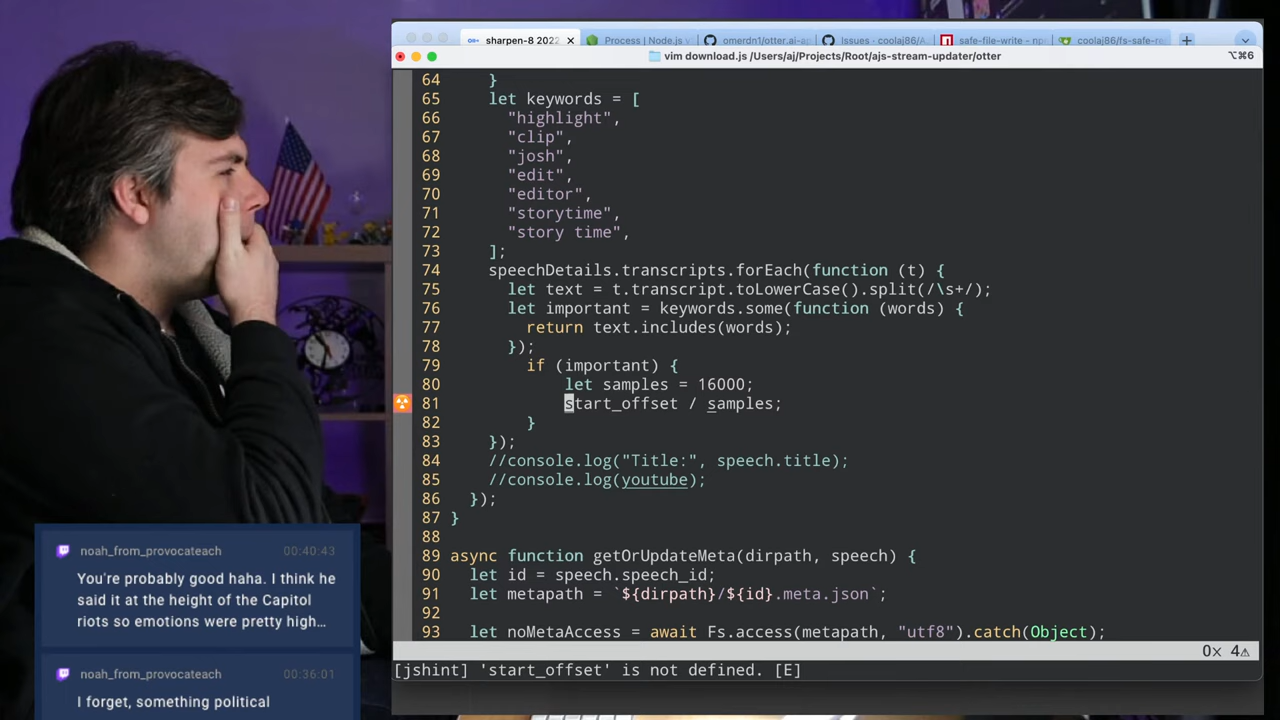 sharpen-8 2022 ×
Process | Node.js v
omerdn1/otter.ai-ap
Issues · coolaj86/A
safe-file-write - npm
coolaj86/fs-safe-re
+
vim download.js /Users/aj/Projects/Root/ajs-stream-updater/otter
⌥⌘6
64 }
65 let keywords = [
66 "highlight",
67 "clip",
68 "josh",
69 "edit",
70 "editor",
71 "storytime",
72 "story time",
73 ];
74 speechDetails.transcripts.forEach(function (t) {
75 let text = t.transcript.toLowerCase().split(/\s+/);
76 let important = keywords.some(function (words) {
77 return text.includes(words);
78 });
79 if (important) {
80 let samples = 16000;
81 start_offset / samples;
82 }
83 });
84 //console.log("Title:", speech.title);
85 //console.log(youtube);
86 });
87 }
88
89 async function getOrUpdateMeta(dirpath, speech) {
90 let id = speech.speech_id;
91 let metapath = `${dirpath}/${id}.meta.json`;
92
93 let noMetaAccess = await Fs.access(metapath, "utf8").catch(Object);
0× 4⚠
[jshint] 'start_offset' is not defined. [E]
noah_from_provocateach 00:40:43
You're probably good haha. I think he
said it at the height of the Capitol
riots so emotions were pretty high…
noah_from_provocateach 00:36:01
I forget, something political